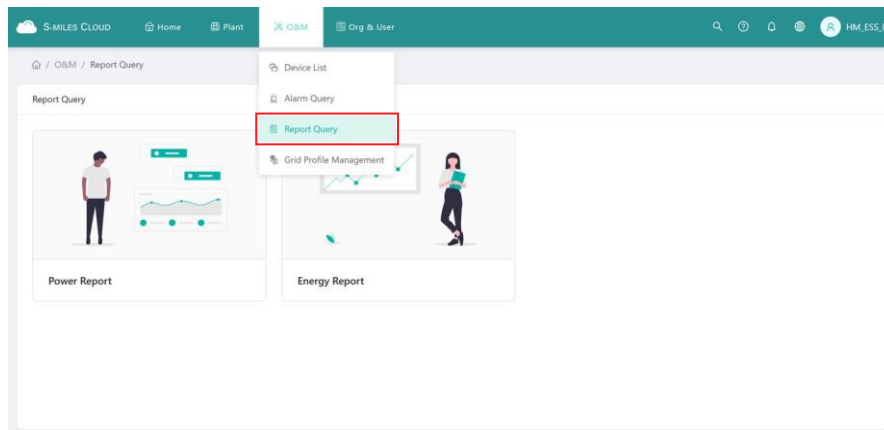 S-MILES CLOUD Home Plant O&M Org & User HM_ESS_
/ O&M / Report Query
Device List
Report Query
Alarm Query
Report Query
Grid Profile Management
Power Report Energy Report